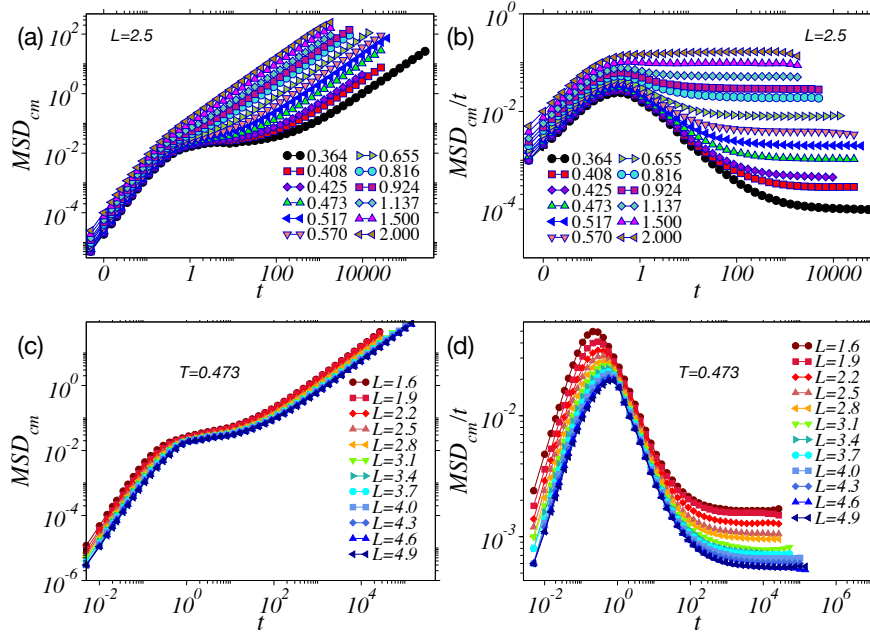 (a)
L=2.5
MSD_cm
10^2
10^0
10^-2
10^-4
0 1 100 10000
t
0.364 0.655
0.408 0.816
0.425 0.924
0.473 1.137
0.517 1.500
0.570 2.000
(b)
L=2.5
MSD_cm/t
10^0
10^-2
10^-4
0 1 100 10000
t
0.364 0.655
0.408 0.816
0.425 0.924
0.473 1.137
0.517 1.500
0.570 2.000
(c)
T=0.473
MSD_cm
10^0
10^-2
10^-4
10^-6
10^-2 10^0 10^2 10^4
t
L=1.6
L=1.9
L=2.2
L=2.5
L=2.8
L=3.1
L=3.4
L=3.7
L=4.0
L=4.3
L=4.6
L=4.9
(d)
T=0.473
MSD_cm/t
10^-2
10^-3
10^-2 10^0 10^2 10^4 10^6
t
L=1.6
L=1.9
L=2.2
L=2.5
L=2.8
L=3.1
L=3.4
L=3.7
L=4.0
L=4.3
L=4.6
L=4.9